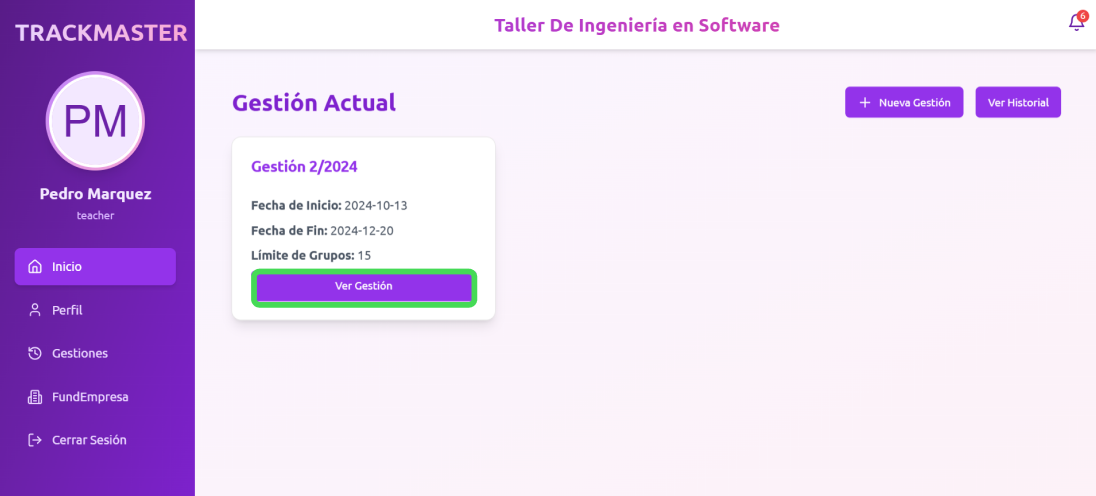 TRACKMASTER
PM
Pedro Marquez
teacher
Inicio
Perfil
Gestiones
FundEmpresa
Cerrar Sesión
Taller De Ingeniería en Software
6
Gestión Actual
Nueva Gestión
Ver Historial
Gestión 2/2024
Fecha de Inicio: 2024-10-13
Fecha de Fin: 2024-12-20
Límite de Grupos: 15
Ver Gestión